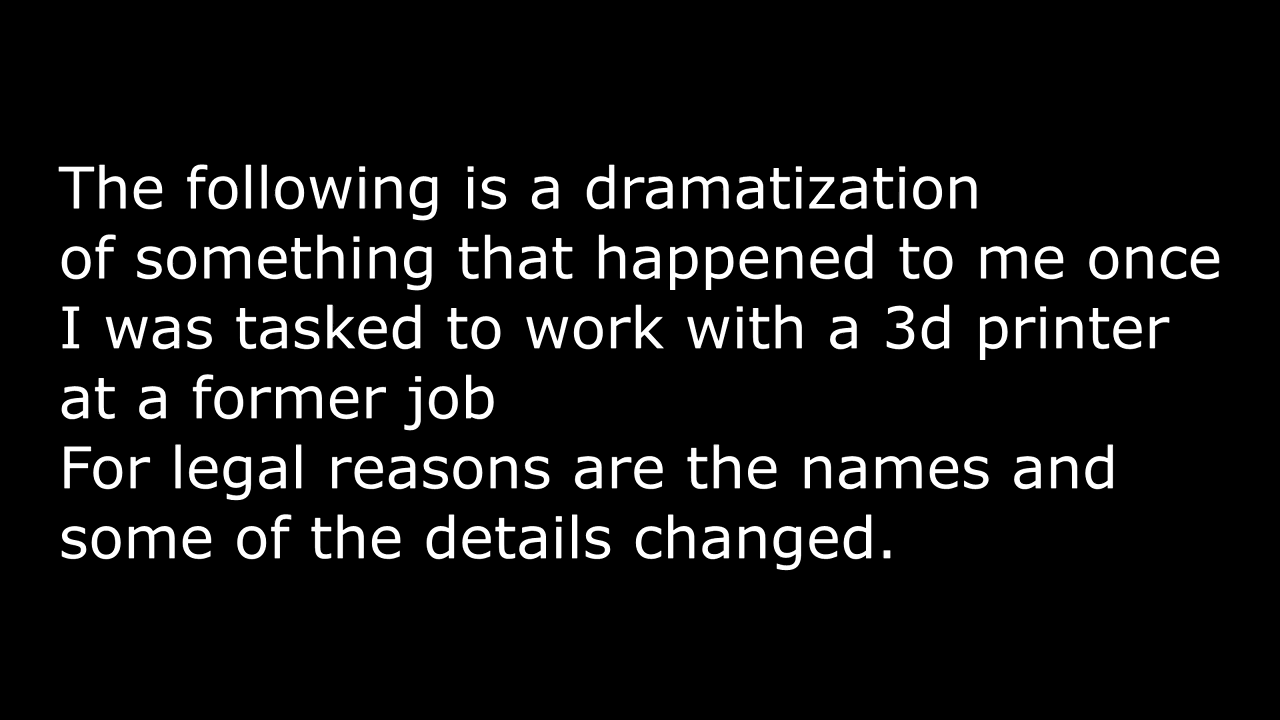 The following is a dramatization
of something that happened to me once
I was tasked to work with a 3d printer
at a former job
For legal reasons are the names and
some of the details changed.